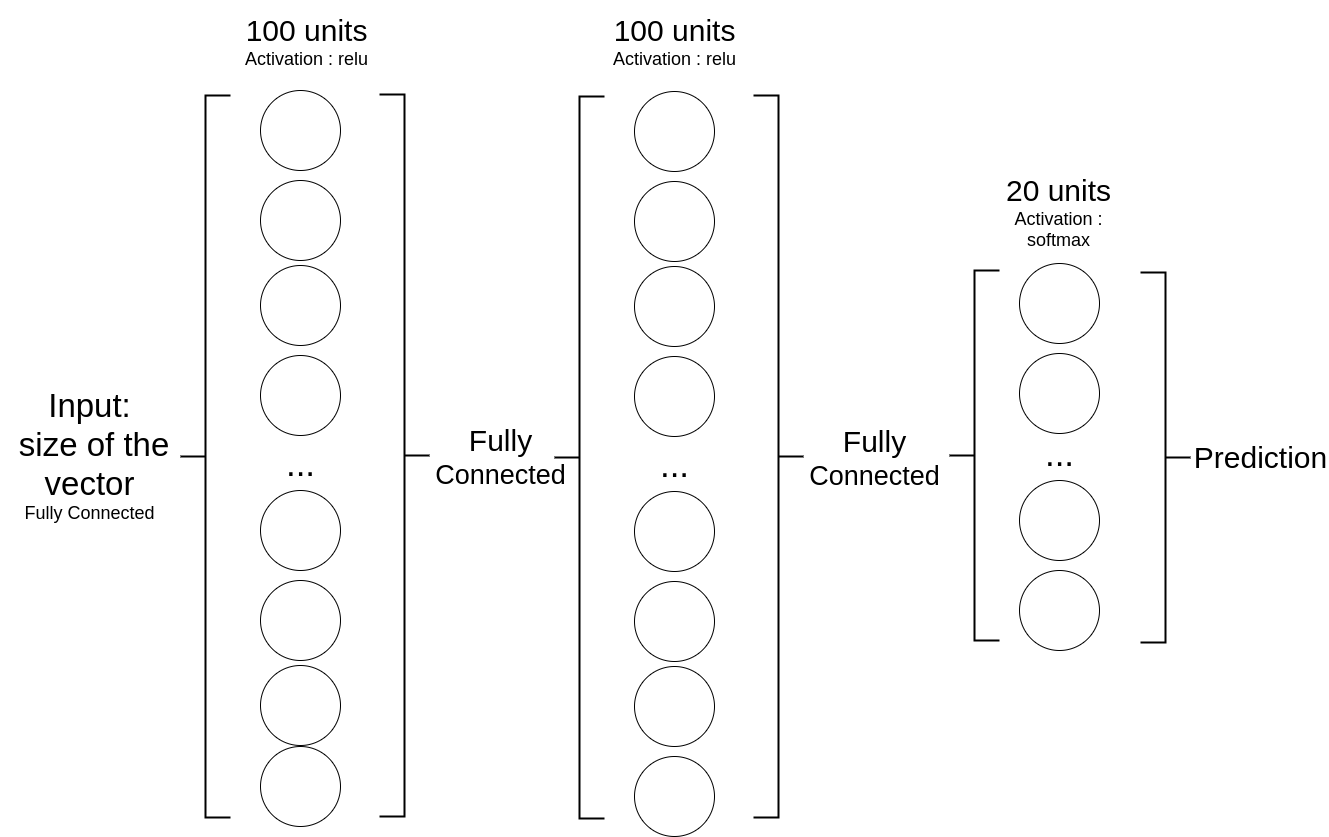 100 units
Activation : relu
100 units
Activation : relu
20 units
Activation :
softmax
Input:
size of the
vector
Fully Connected
...
Fully
Connected
...
Fully
Connected
...
Prediction